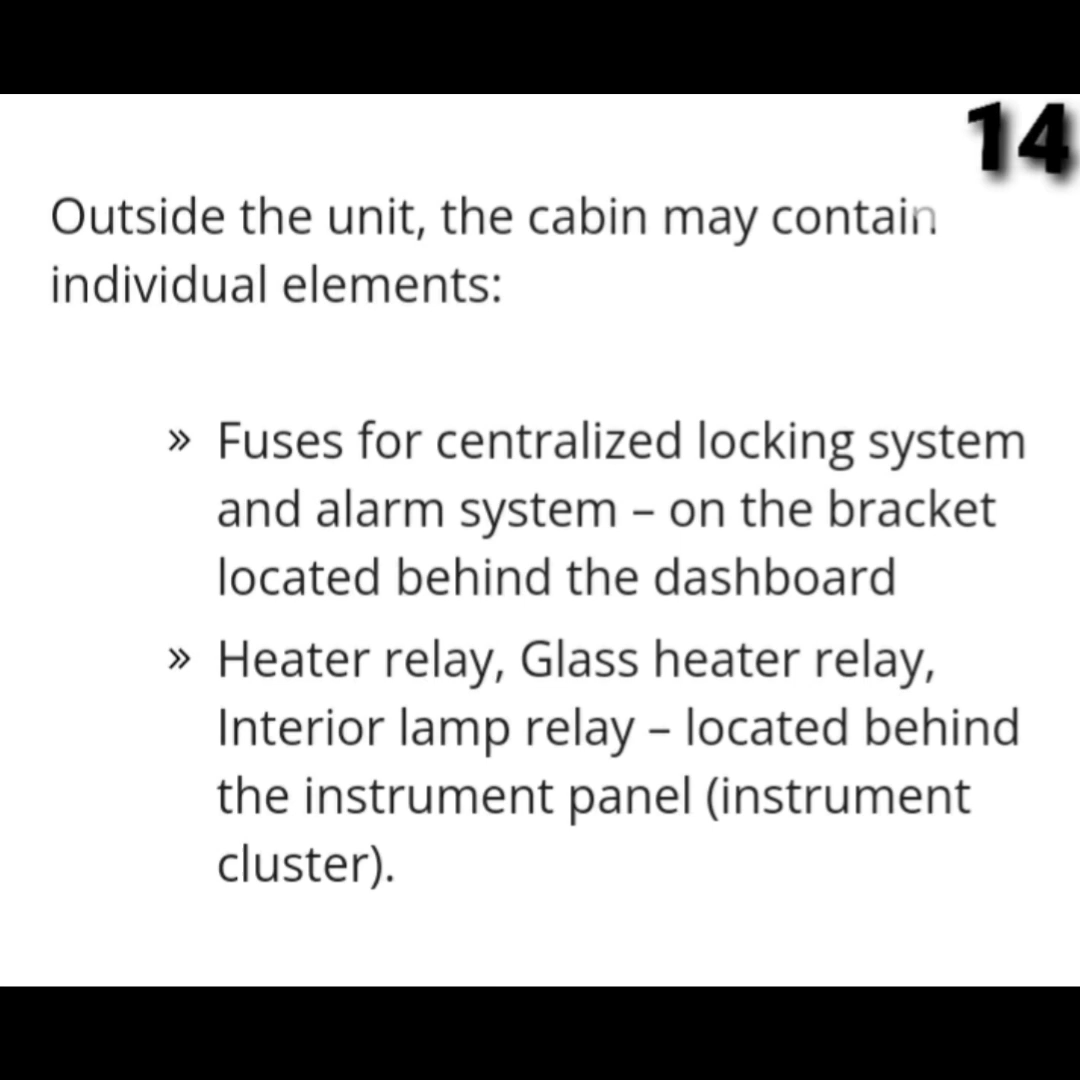 14
Outside the unit, the cabin may contain
individual elements:
» Fuses for centralized locking system
and alarm system – on the bracket
located behind the dashboard
» Heater relay, Glass heater relay,
Interior lamp relay – located behind
the instrument panel (instrument
cluster).